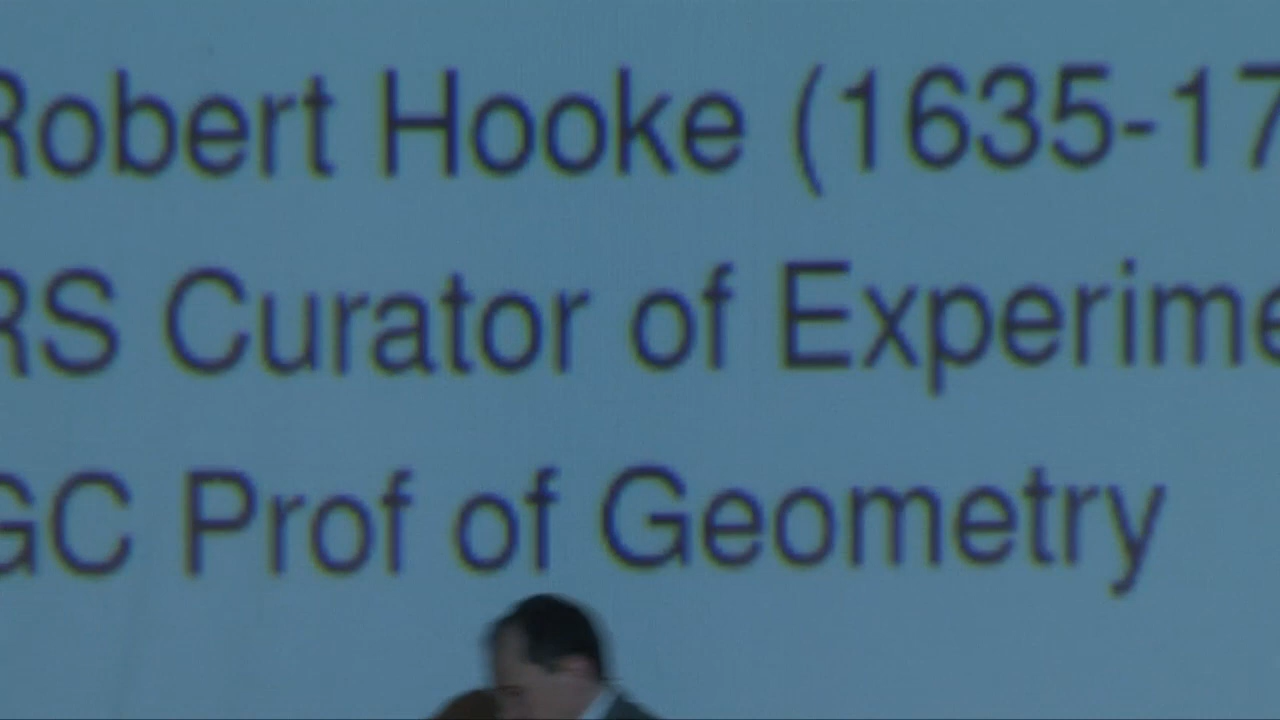 Robert Hooke (1635-17
RS Curator of Experime
GC Prof of Geometry